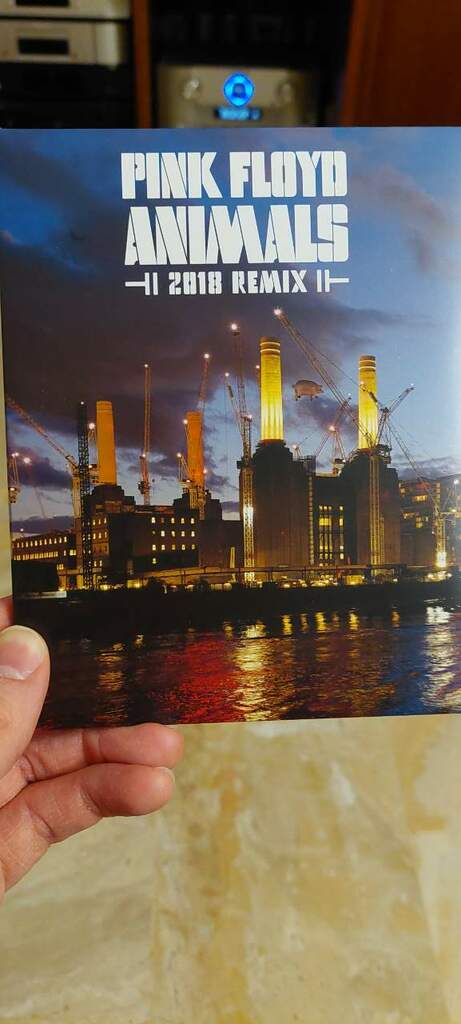 PINK FLOYD
ANIMALS
2018 REMIX